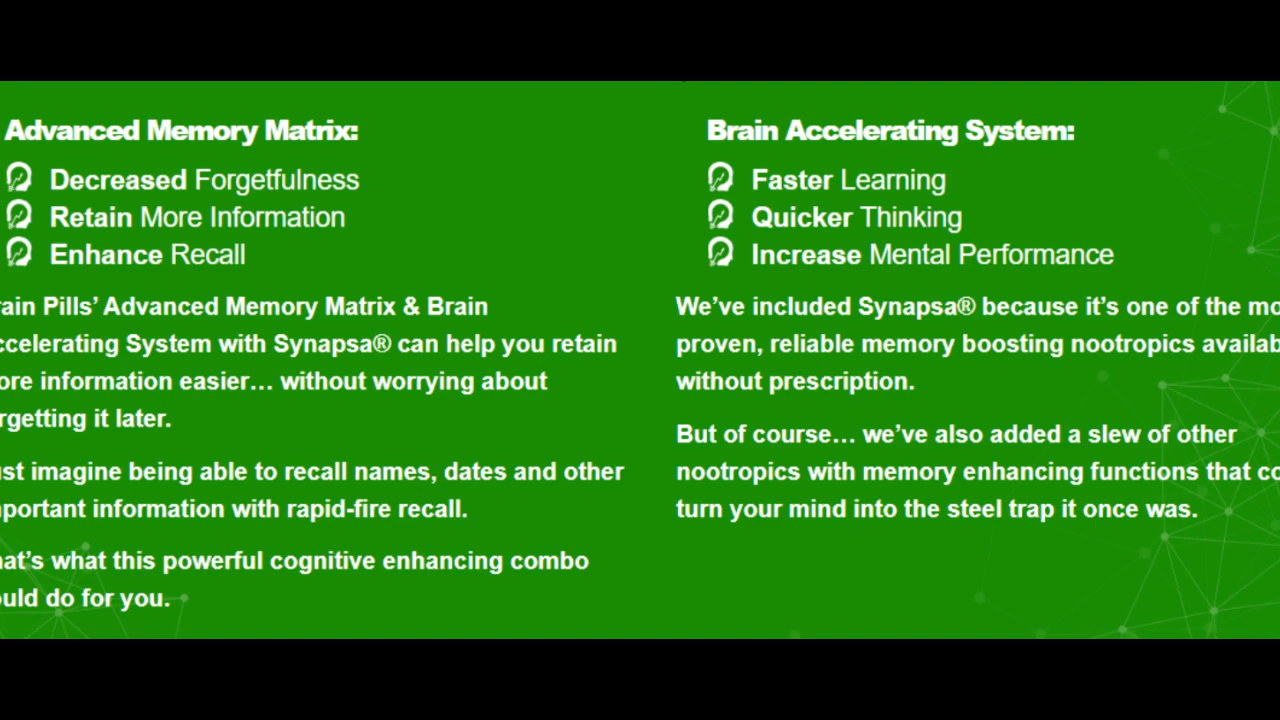 Advanced Memory Matrix:
Decreased Forgetfulness
Retain More Information
Enhance Recall
rain Pills’ Advanced Memory Matrix & Brain
ccelerating System with Synapsa® can help you retain
ore information easier… without worrying about
rgetting it later.
st imagine being able to recall names, dates and other
portant information with rapid-fire recall.
at’s what this powerful cognitive enhancing combo
uld do for you.
Brain Accelerating System:
Faster Learning
Quicker Thinking
Increase Mental Performance
We’ve included Synapsa® because it’s one of the mo
proven, reliable memory boosting nootropics availab
without prescription.
But of course… we’ve also added a slew of other
nootropics with memory enhancing functions that co
turn your mind into the steel trap it once was.